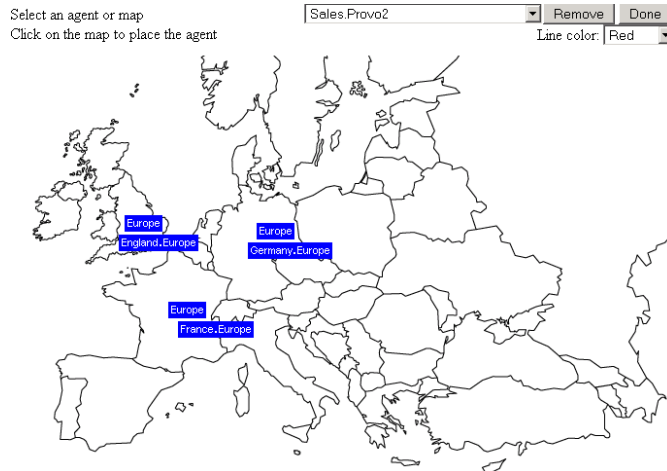 Select an agent or map
Sales.Provo2 Remove Done
Click on the map to place the agent
Line color: Red
Europe
England.Europe
Europe
Germany.Europe
Europe
France.Europe